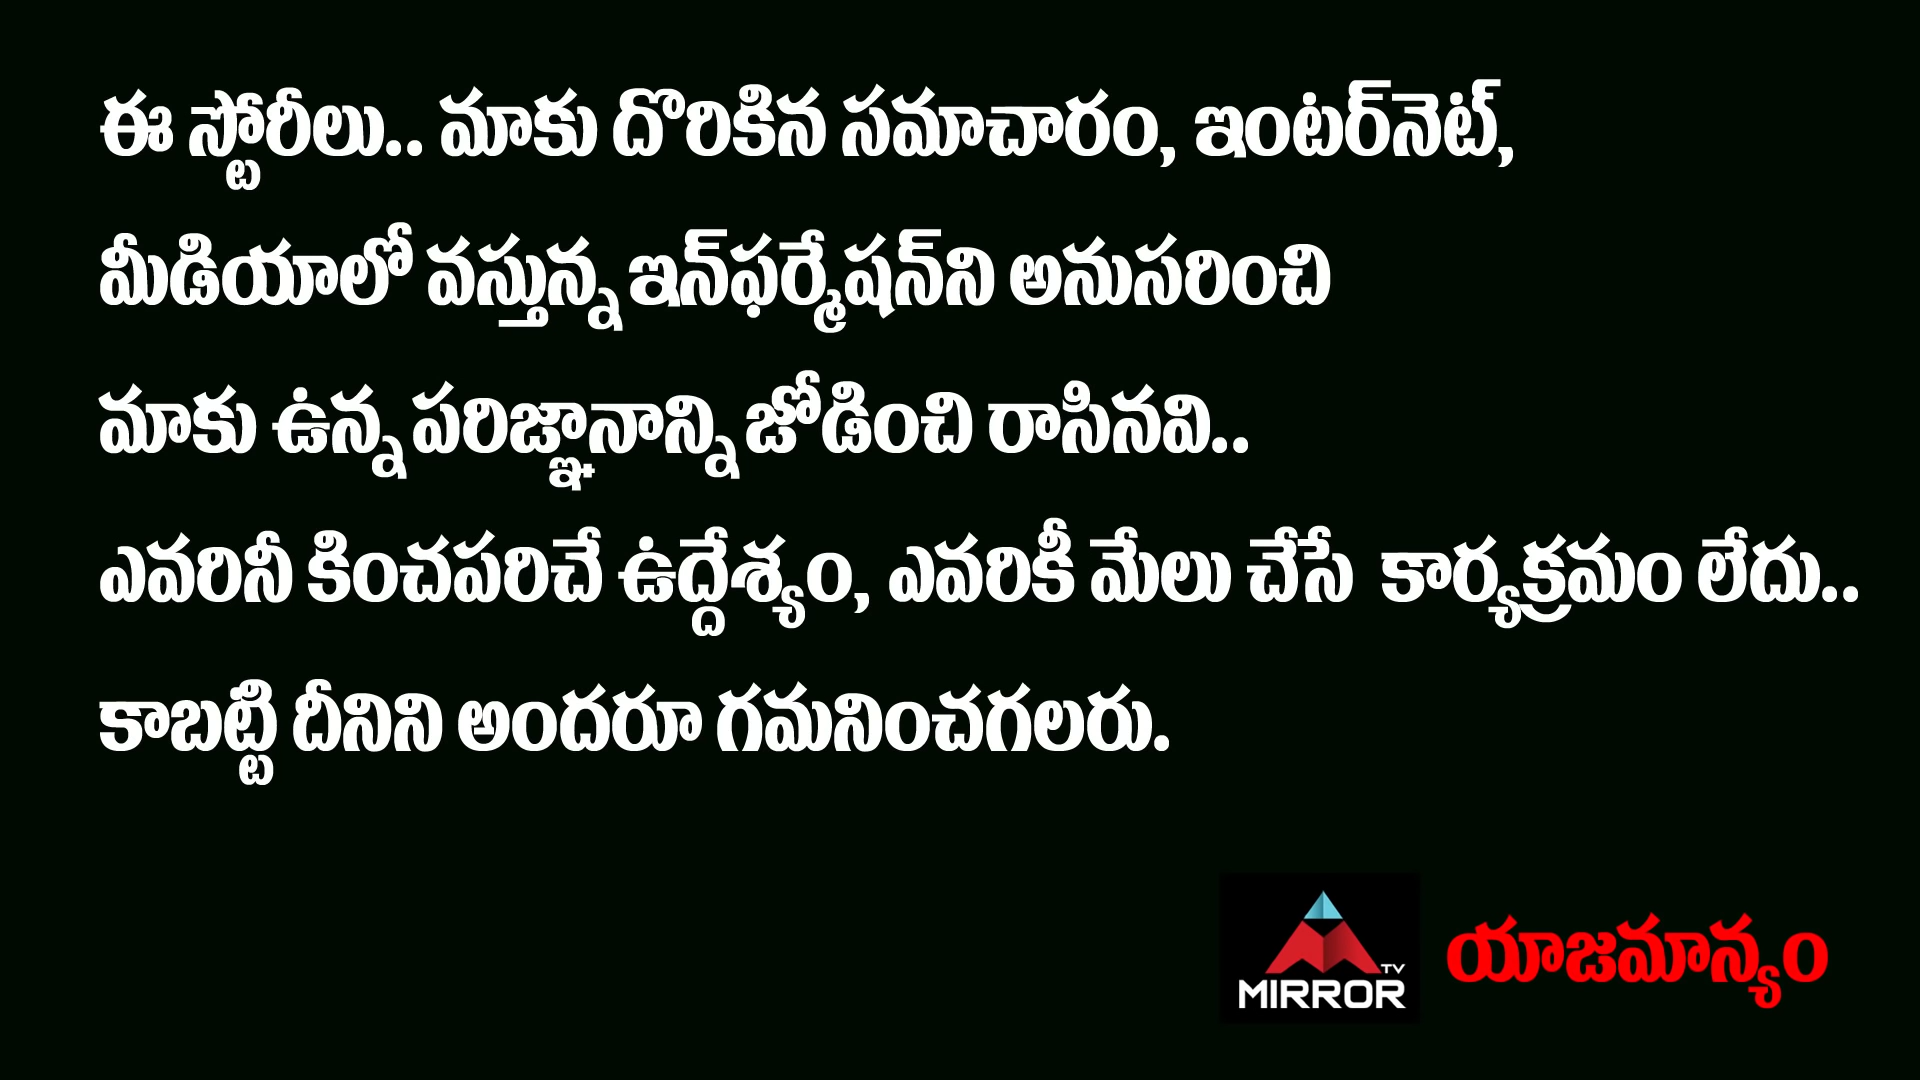 ఈ స్టోరీలు.. మాకు దొరికిన సమాచారం, ఇంటర్‌నెట్,
మీడియాలో వస్తున్న ఇన్‌ఫర్మేషన్‌ని అనుసరించి
మాకు ఉన్న పరిజ్ఞానాన్ని జోడించి రాసినవి..
ఎవరినీ కించపరిచే ఉద్దేశ్యం, ఎవరికీ మేలు చేసే కార్యక్రమం లేదు..
కాబట్టి దీనిని అందరూ గమనించగలరు.
TV
MIRROR
యాజమాన్యం